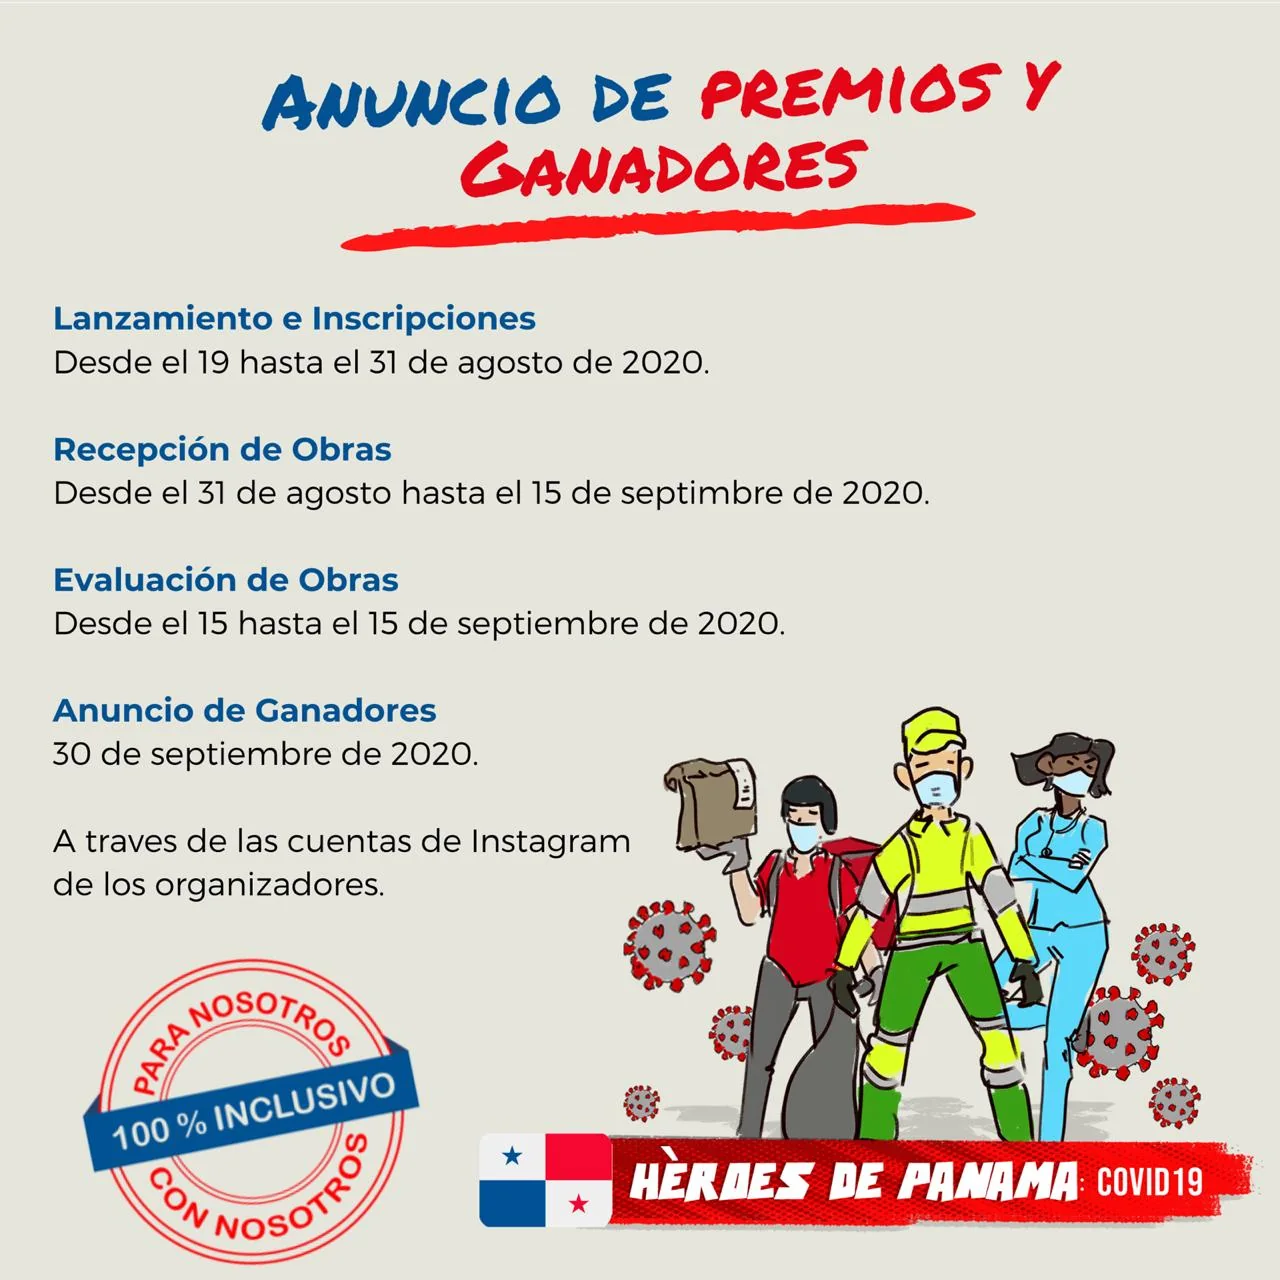 ANUNCIO DE PREMIOS Y
GANADORES
Lanzamiento e Inscripciones
Desde el 19 hasta el 31 de agosto de 2020.
Recepción de Obras
Desde el 31 de agosto hasta el 15 de septimbre de 2020.
Evaluación de Obras
Desde el 15 hasta el 15 de septiembre de 2020.
Anuncio de Ganadores
30 de septiembre de 2020.
A traves de las cuentas de Instagram
de los organizadores.
PARA NOSOTROS
100 % INCLUSIVO
CON NOSOTROS
HÈROES DE PANAMA: COVID19